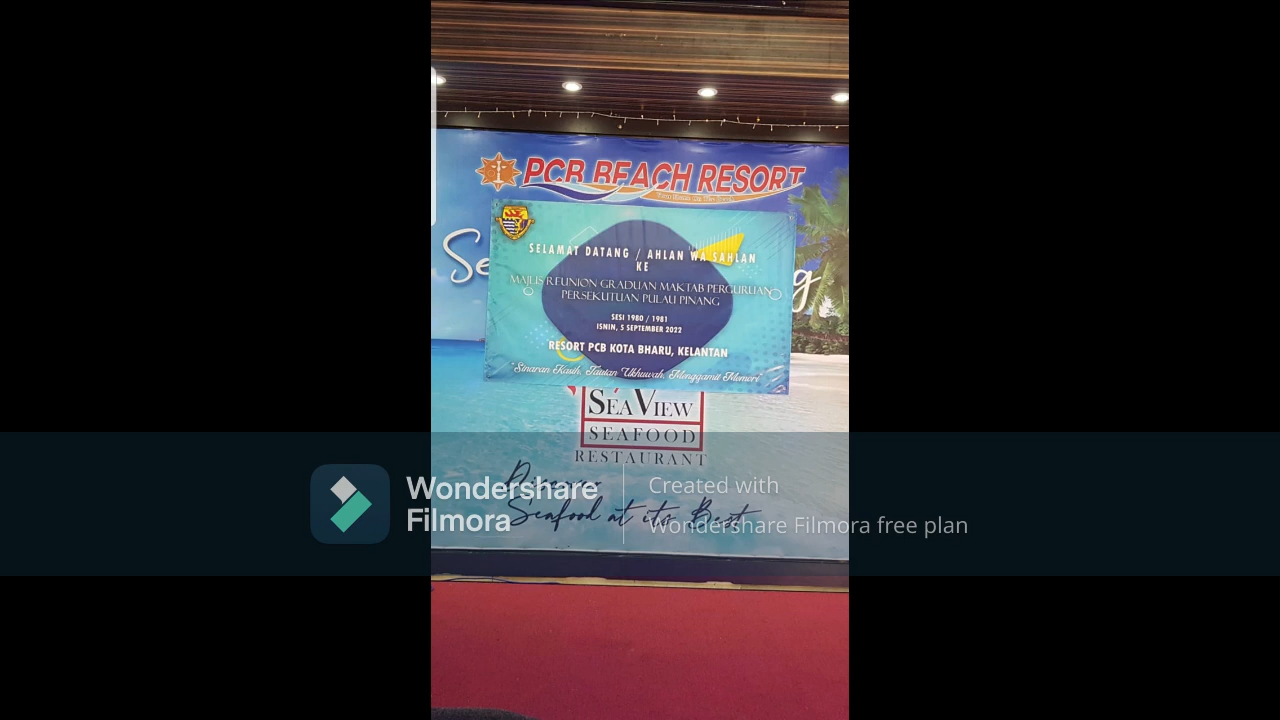 PCB BEACH RESORT
SELAMAT DATANG / AHLAN WA SAHLAN
KE
MAJLIS REUNION GRADUAN MAKTAB PERGURUAN
PERSEKUTUAN PULAU PINANG
SESI 1980 / 1981
ISNIN, 5 SEPTEMBER 2022
RESORT PCB KOTA BHARU, KELANTAN
"Sinaran Kasih, Tautan Ukhuwah, Menggamit Memori"
SEAVIEW
SEAFOOD
RESTAURANT
Discover
Seafood at its Best
Wondershare
Filmora
Created with
Wondershare Filmora free plan